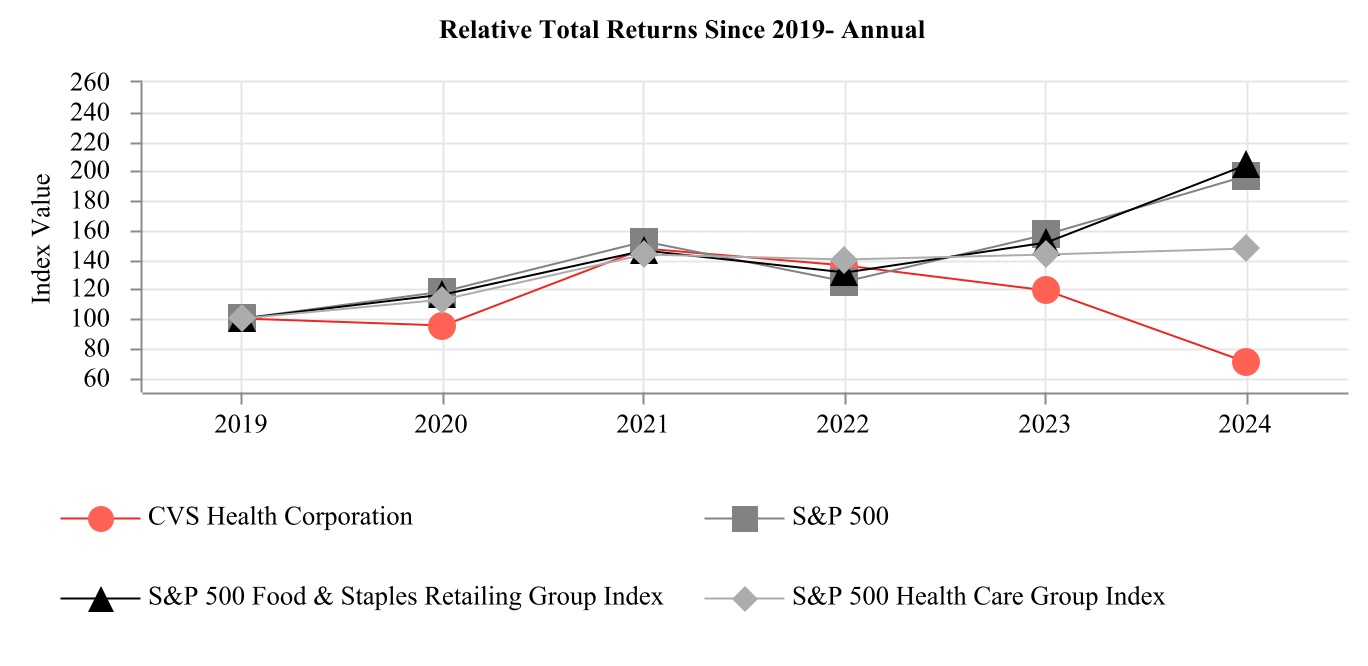 Relative Total Returns Since 2019- Annual
260
240
220
200
180
160
140
120
100
80
60
Index Value
2019 2020 2021 2022 2023 2024
CVS Health Corporation
S&P 500
S&P 500 Food & Staples Retailing Group Index
S&P 500 Health Care Group Index